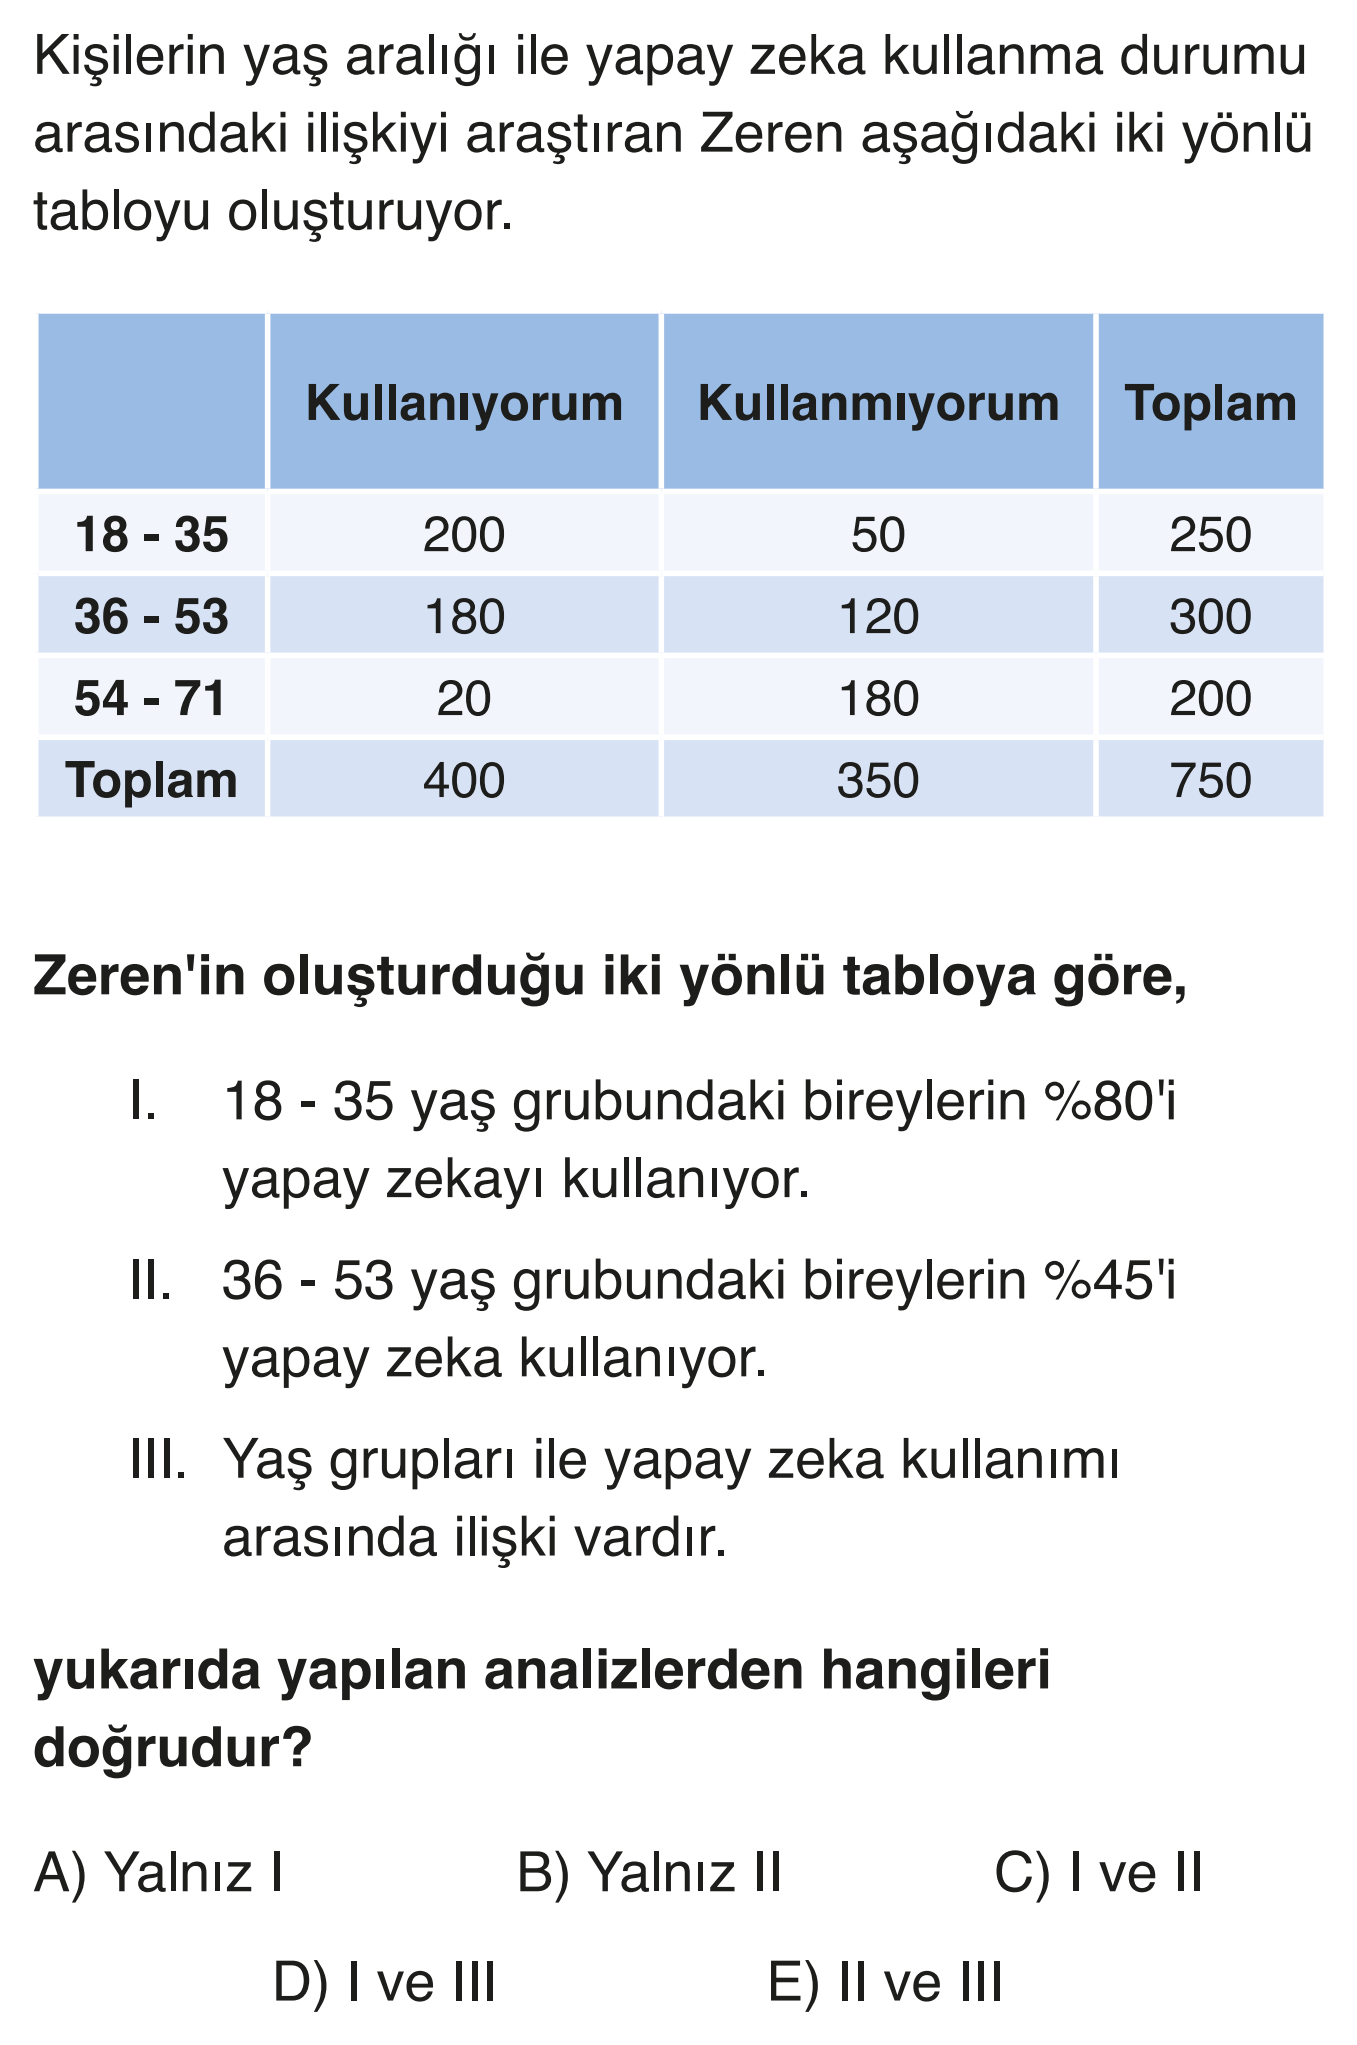 Kişilerin yaş aralığı ile yapay zeka kullanma durumu
arasındaki ilişkiyi araştıran Zeren aşağıdaki iki yönlü
tabloyu oluşturuyor.
Kullanıyorum Kullanmıyorum Toplam
18 - 35 200 50 250
36 - 53 180 120 300
54 - 71 20 180 200
Toplam 400 350 750
Zeren'in oluşturduğu iki yönlü tabloya göre,
I. 18 - 35 yaş grubundaki bireylerin %80'i
yapay zekayı kullanıyor.
II. 36 - 53 yaş grubundaki bireylerin %45'i
yapay zeka kullanıyor.
III. Yaş grupları ile yapay zeka kullanımı
arasında ilişki vardır.
yukarıda yapılan analizlerden hangileri
doğrudur?
A) Yalnız I B) Yalnız II C) I ve II
D) I ve III E) II ve III